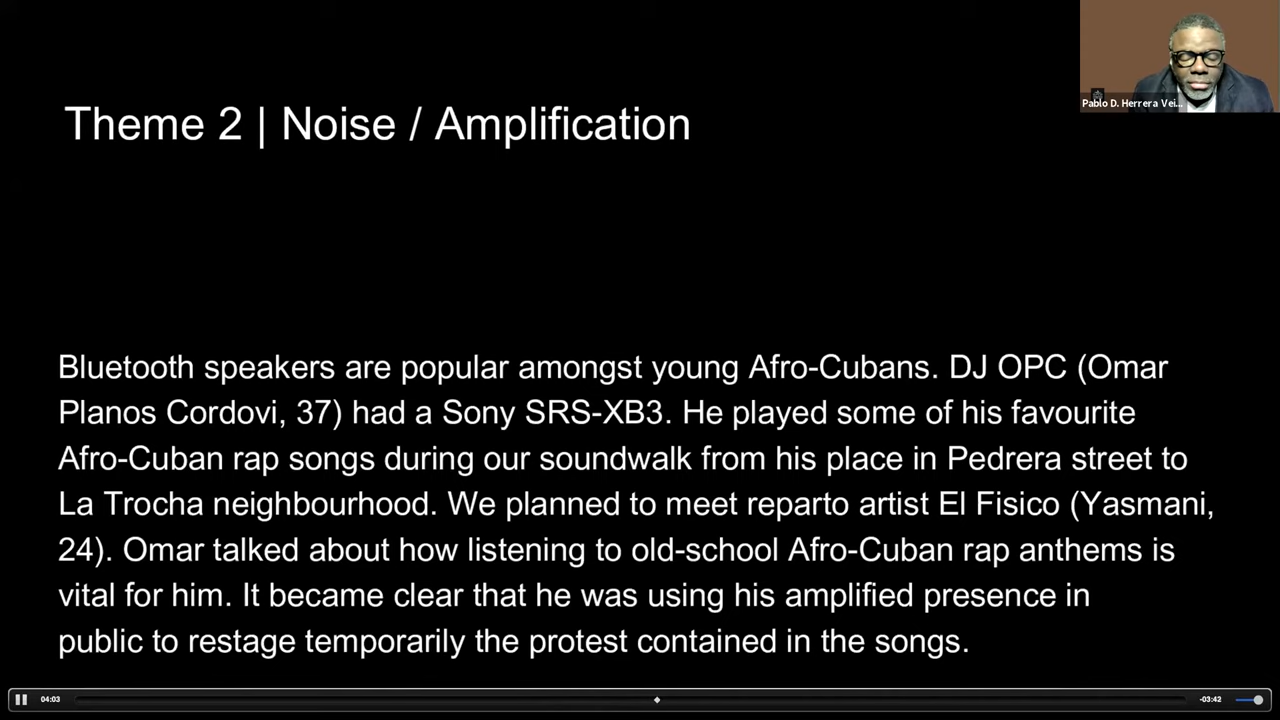 Pablo D. Herrera Vei...
Theme 2 | Noise / Amplification
Bluetooth speakers are popular amongst young Afro-Cubans. DJ OPC (Omar
Planos Cordovi, 37) had a Sony SRS-XB3. He played some of his favourite
Afro-Cuban rap songs during our soundwalk from his place in Pedrera street to
La Trocha neighbourhood. We planned to meet reparto artist El Fisico (Yasmani,
24). Omar talked about how listening to old-school Afro-Cuban rap anthems is
vital for him. It became clear that he was using his amplified presence in
public to restage temporarily the protest contained in the songs.
04:03
-03:42